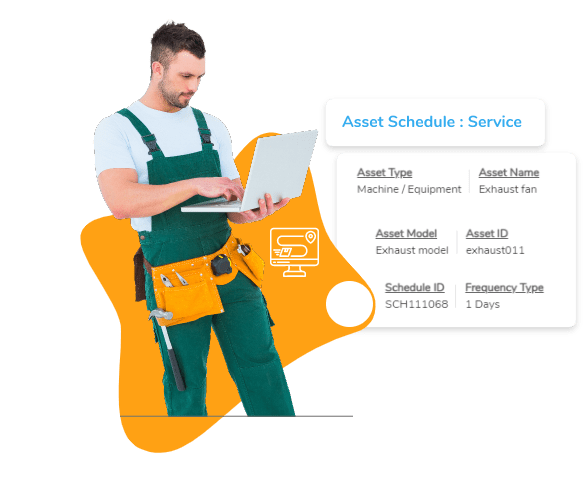 Asset Schedule : Service
Asset Type Asset Name
Machine / Equipment Exhaust fan
Asset Model Asset ID
Exhaust model exhaust011
Schedule ID Frequency Type
SCH111068 1 Days